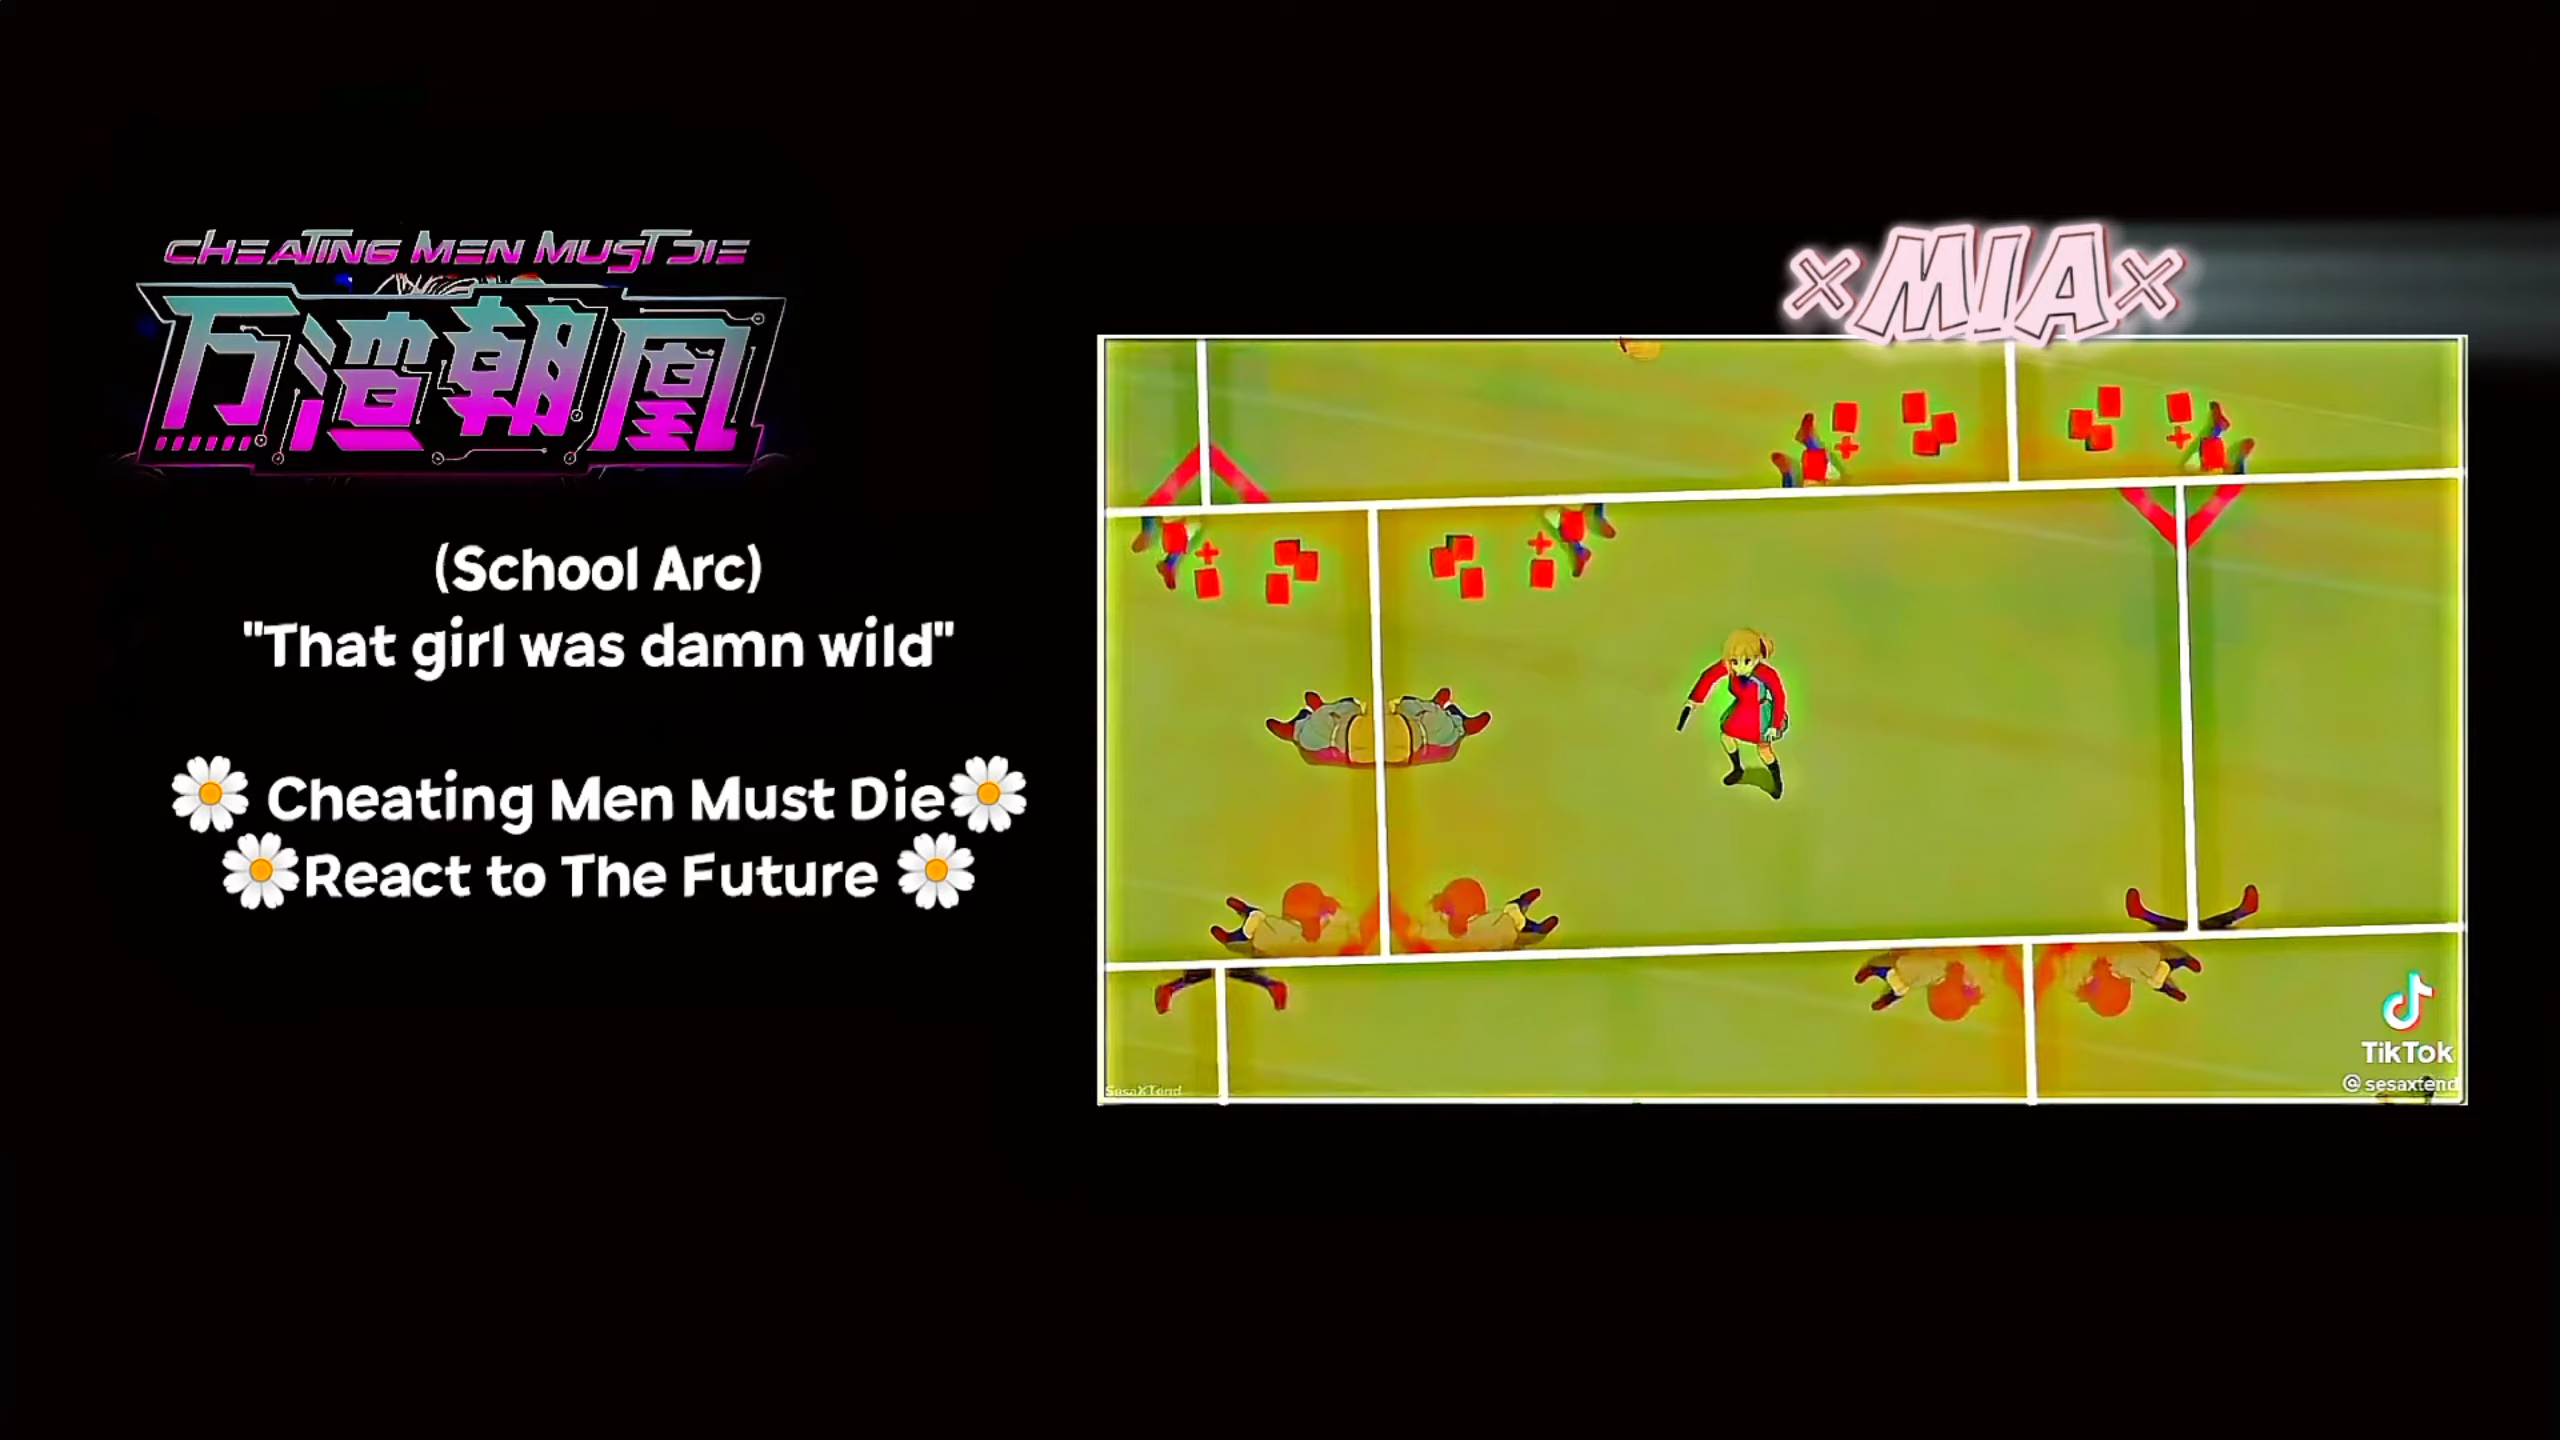 CHEATING MEN MUST DIE
万渣朝凰
(School Arc)
"That girl was damn wild"
Cheating Men Must Die
React to The Future
×MIA×
SesaXTend
TikTok
@sesaxtend